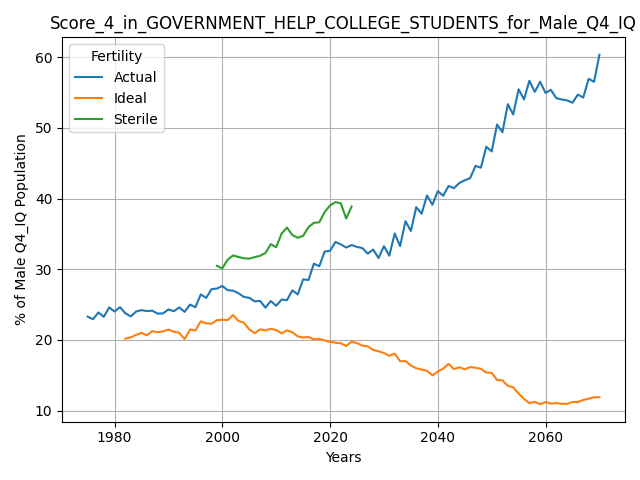 Score_4_in_GOVERNMENT_HELP_COLLEGE_STUDENTS_for_Male_Q4_IQ
Fertility
Actual
Ideal
Sterile
% of Male Q4_IQ Population
60
50
40
30
20
10
1980 2000 2020 2040 2060
Years